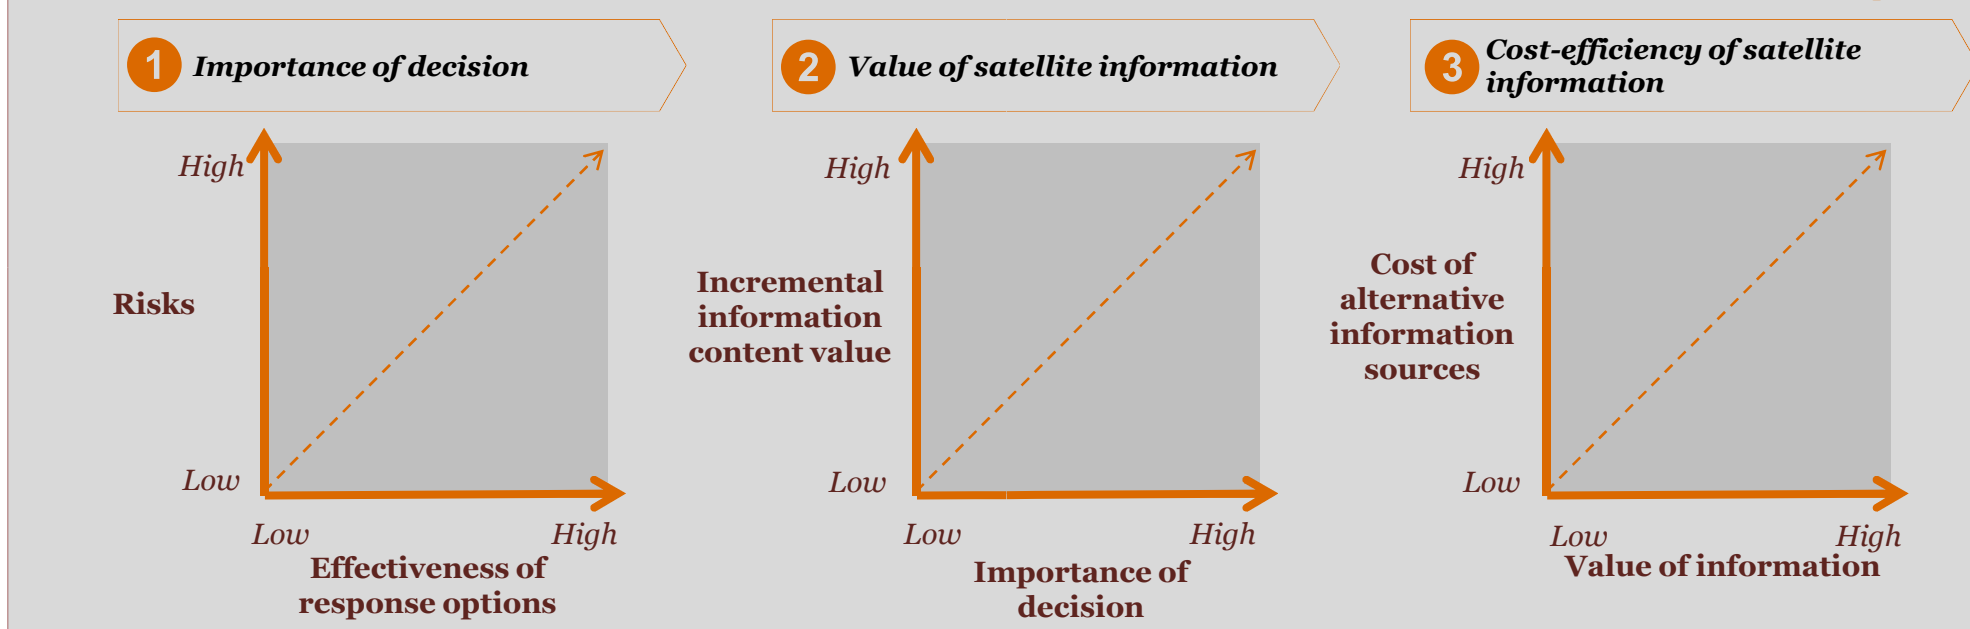 1 Importance of decision
2 Value of satellite information
3 Cost-efficiency of satellite
information
High
Risks
Low
Low High
Effectiveness of
response options
High
Incremental
information
content value
Low
Low High
Importance of
decision
High
Cost of
alternative
information
sources
Low
Low High
Value of information